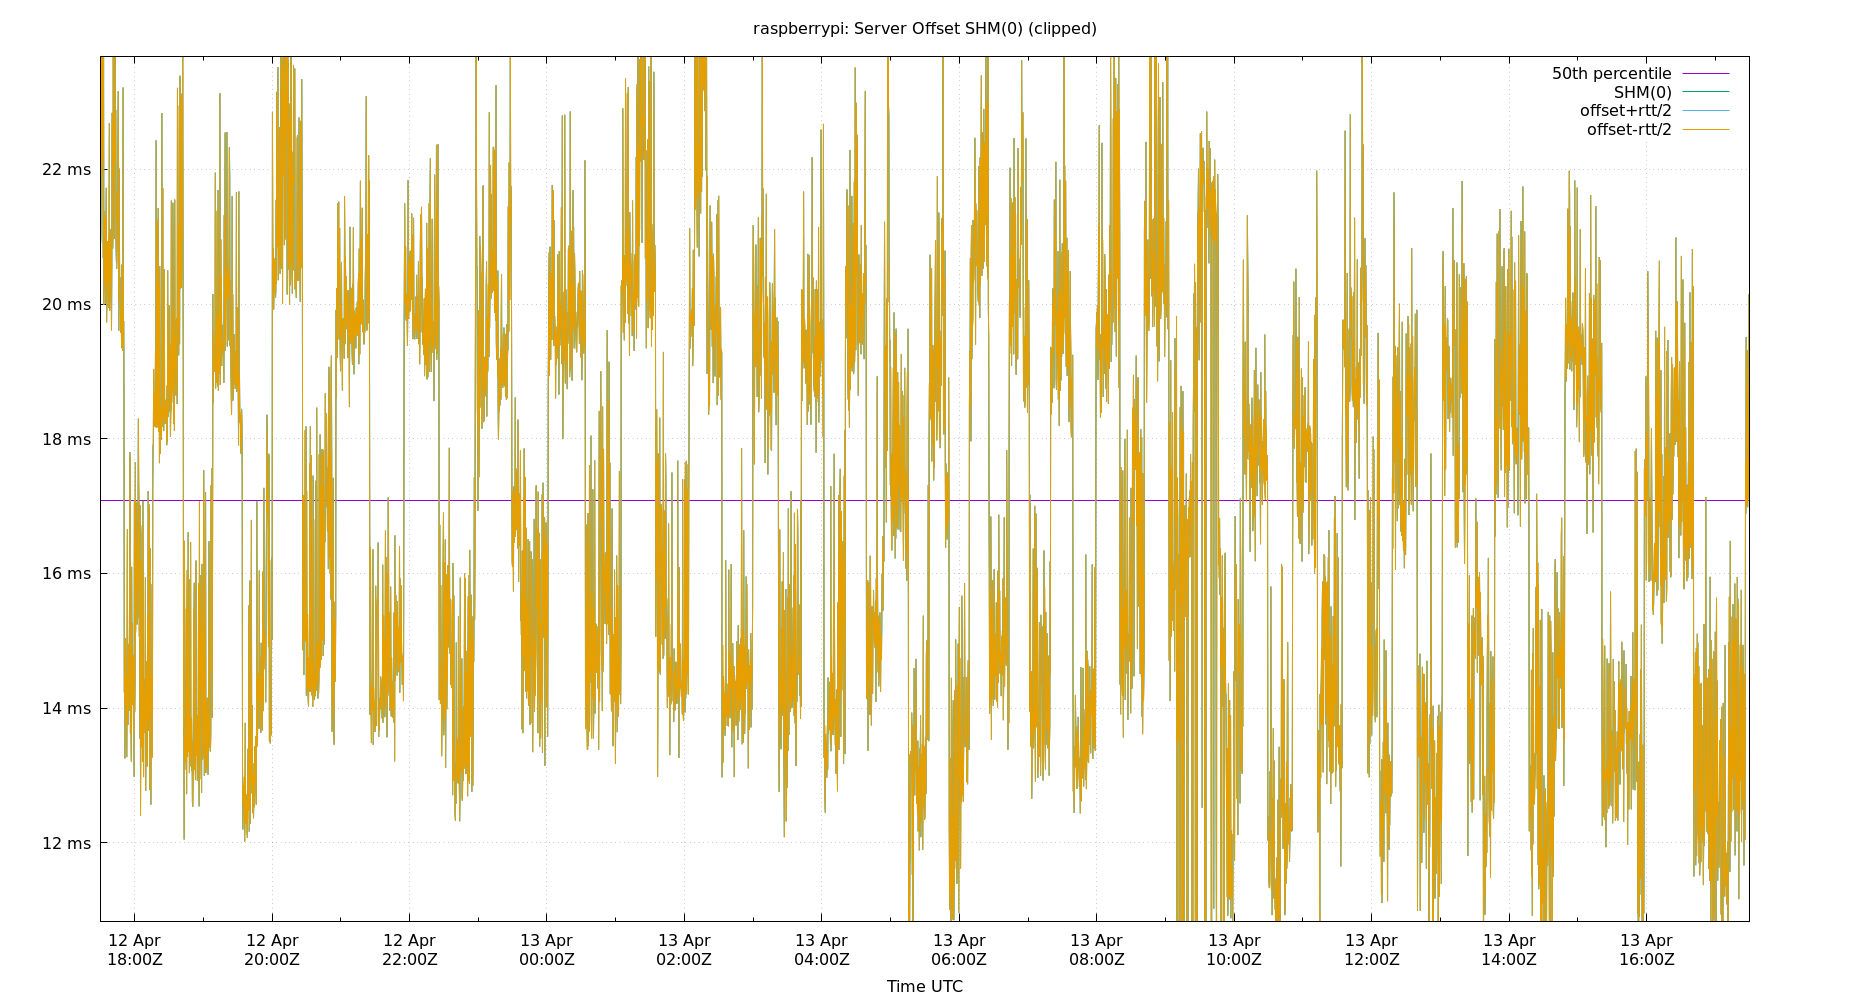 raspberrypi: Server Offset SHM(0) (clipped)
50th percentile
SHM(0)
offset+rtt/2
offset-rtt/2
22 ms
20 ms
18 ms
16 ms
14 ms
12 ms
12 Apr 12 Apr 12 Apr 13 Apr 13 Apr 13 Apr 13 Apr 13 Apr 13 Apr 13 Apr 13 Apr 13 Apr
18:00Z 20:00Z 22:00Z 00:00Z 02:00Z 04:00Z 06:00Z 08:00Z 10:00Z 12:00Z 14:00Z 16:00Z
Time UTC